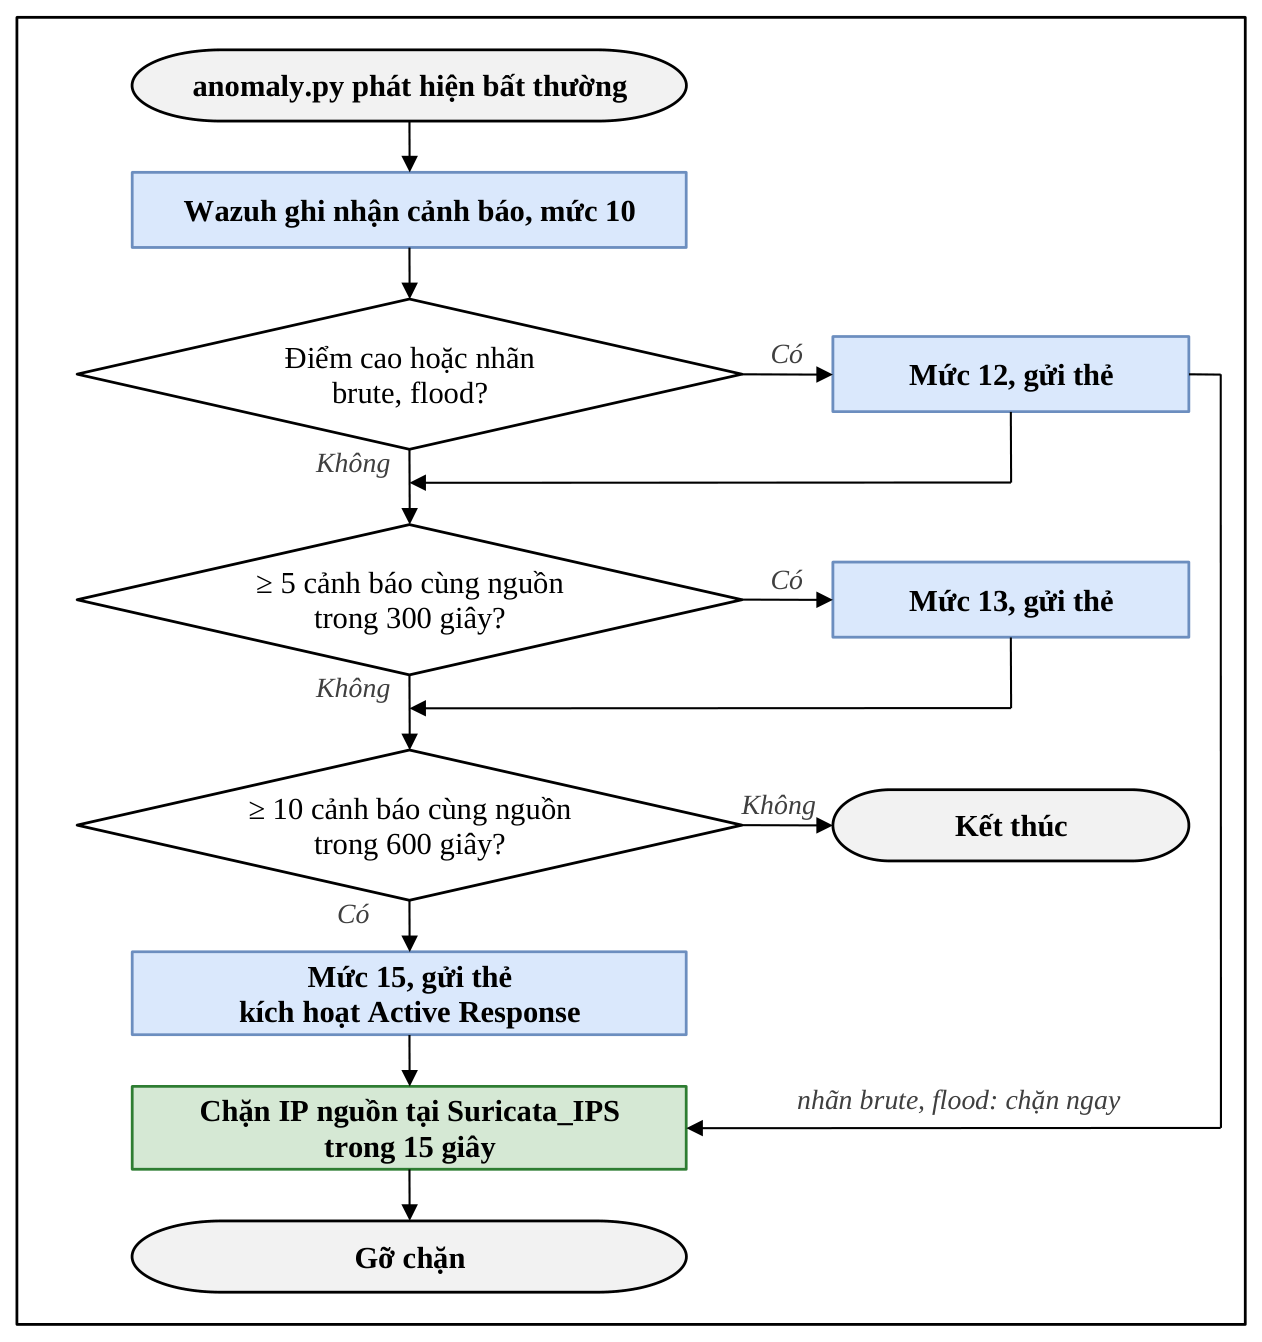 anomaly.py phát hiện bất thường
Wazuh ghi nhận cảnh báo, mức 10
Điểm cao hoặc nhãn
brute, flood?
Có
Mức 12, gửi thẻ
Không
≥ 5 cảnh báo cùng nguồn
trong 300 giây?
Có
Mức 13, gửi thẻ
Không
≥ 10 cảnh báo cùng nguồn
trong 600 giây?
Không
Kết thúc
Có
Mức 15, gửi thẻ
kích hoạt Active Response
Chặn IP nguồn tại Suricata_IPS
trong 15 giây
nhãn brute, flood: chặn ngay
Gỡ chặn